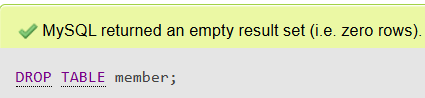 MySQL returned an empty result set (i.e. zero rows).
DROP TABLE member;